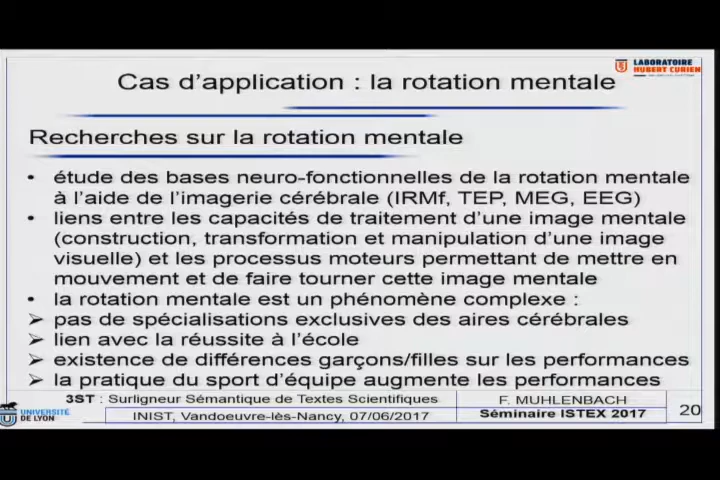 LABORATOIRE
HUBERT CURIEN
Cas d'application : la rotation mentale
Recherches sur la rotation mentale
• étude des bases neuro-fonctionnelles de la rotation mentale
à l'aide de l'imagerie cérébrale (IRMf, TEP, MEG, EEG)
• liens entre les capacités de traitement d'une image mentale
(construction, transformation et manipulation d'une image
visuelle) et les processus moteurs permettant de mettre en
mouvement et de faire tourner cette image mentale
• la rotation mentale est un phénomène complexe :
➢ pas de spécialisations exclusives des aires cérébrales
➢ lien avec la réussite à l'école
➢ existence de différences garçons/filles sur les performances
➢ la pratique du sport d'équipe augmente les performances
UNIVERSITÉ
DE LYON
3ST : Surligneur Sémantique de Textes Scientifiques
F. MUHLENBACH
INIST, Vandoeuvre-lès-Nancy, 07/06/2017
Séminaire ISTEX 2017
20